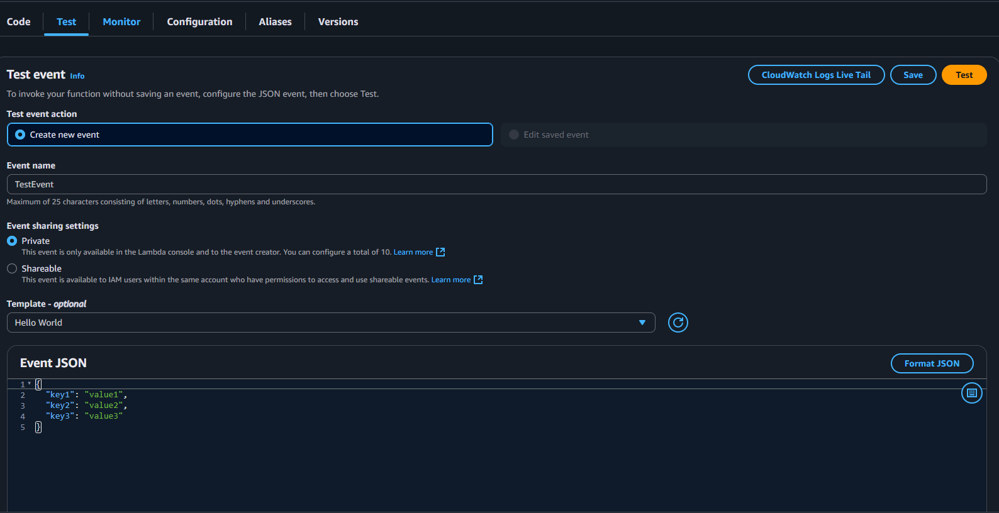 Code Test Monitor Configuration Aliases Versions
Test event Info CloudWatch Logs Live Tail Save Test
To invoke your function without saving an event, configure the JSON event, then choose Test.
Test event action
Create new event Edit saved event
Event name
TestEvent
Maximum of 25 characters consisting of letters, numbers, dots, hyphens and underscores.
Event sharing settings
Private
This event is only available in the Lambda console and to the event creator. You can configure a total of 10. Learn more
Shareable
This event is available to IAM users within the same account who have permissions to access and use shareable events. Learn more
Template - optional
Hello World
Event JSON Format JSON
1 {
2 "key1": "value1",
3 "key2": "value2",
4 "key3": "value3"
5 }